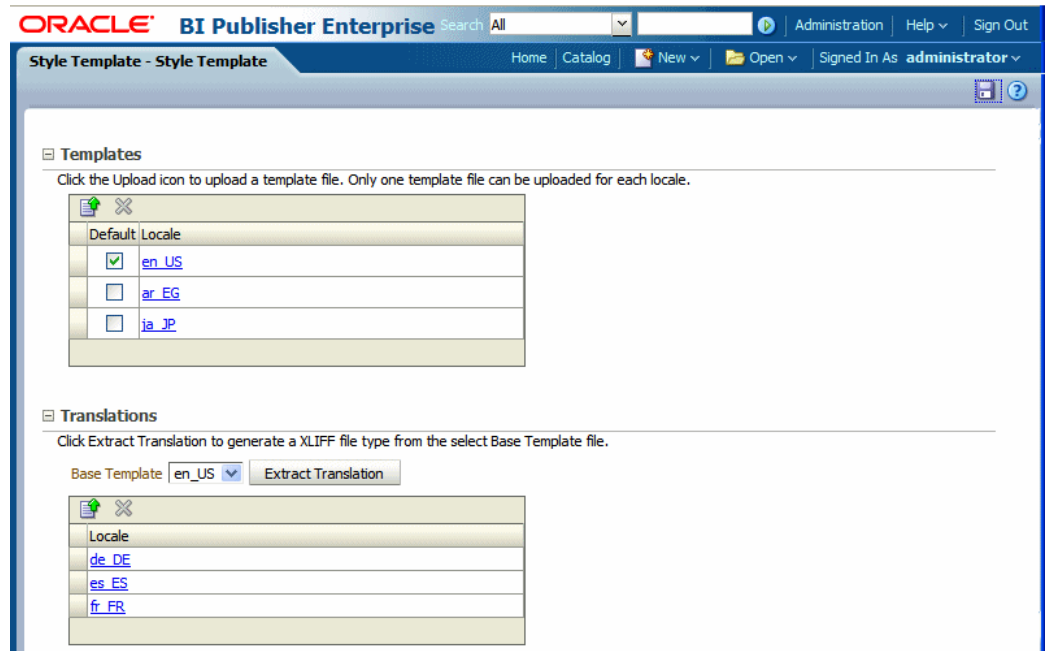 ORACLE BI Publisher Enterprise Search All Administration Help Sign Out
Style Template - Style Template Home Catalog New Open Signed In As administrator
Templates
Click the Upload icon to upload a template file. Only one template file can be uploaded for each locale.
Default Locale
en_US
ar_EG
ja_JP
Translations
Click Extract Translation to generate a XLIFF file type from the select Base Template file.
Base Template en_US Extract Translation
Locale
de_DE
es_ES
fr_FR